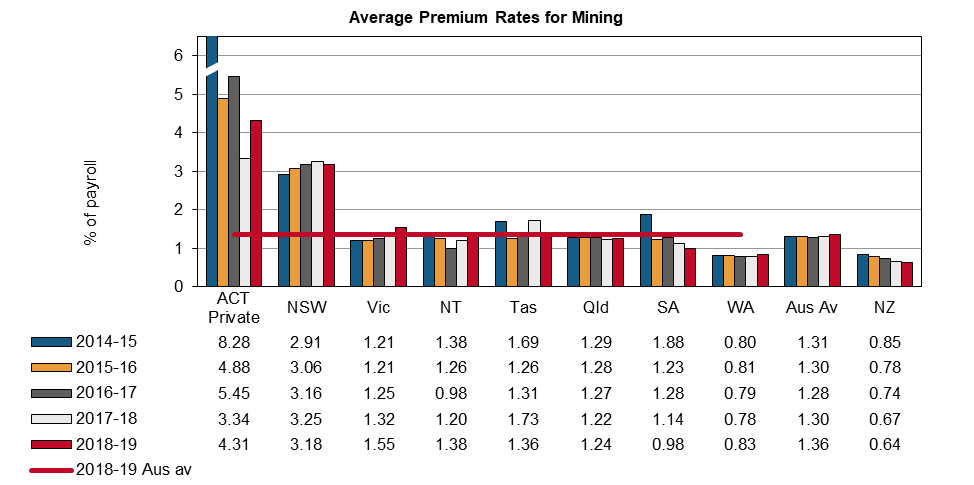 Average Premium Rates for Mining
% of payroll
6
5
4
3
2
1
0
ACT Private NSW Vic NT Tas Qld SA WA Aus Av NZ
2014-15 8.28 2.91 1.21 1.38 1.69 1.29 1.88 0.80 1.31 0.85
2015-16 4.88 3.06 1.21 1.26 1.26 1.28 1.23 0.81 1.30 0.78
2016-17 5.45 3.16 1.25 0.98 1.31 1.27 1.28 0.79 1.28 0.74
2017-18 3.34 3.25 1.32 1.20 1.73 1.22 1.14 0.78 1.30 0.67
2018-19 4.31 3.18 1.55 1.38 1.36 1.24 0.98 0.83 1.36 0.64
2018-19 Aus av